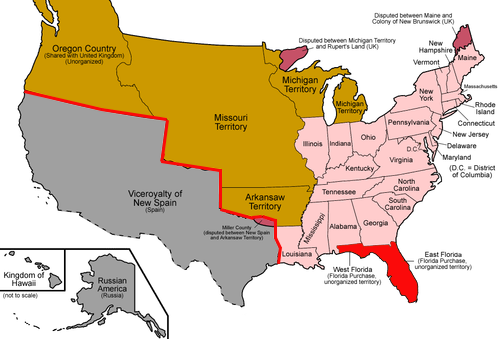 Disputed between Maine and
Colony of New Brunswick (UK)
Oregon Country
(Shared with United Kingdom)
(Unorganized)
Disputed between Michigan Territory
and Rupert's Land (UK)
New
Hampshire
Vermont
Maine
Michigan
Territory
Massachusetts
New
York
Rhode
Island
Michigan
Territory
Missouri
Territory
Connecticut
Pennsylvania
New Jersey
Illinois
Indiana
Ohio
D.C.
Delaware
Maryland
(D.C. = District
of Columbia)
Virginia
Kentucky
Viceroyalty of
New Spain
(Spain)
Arkansaw
Territory
Tennessee
North
Carolina
South
Carolina
Miller County
(disputed between New Spain
and Arkansaw Territory)
Mississippi
Alabama
Georgia
Louisiana
East Florida
(Florida Purchase,
unorganized territory)
West Florida
(Florida Purchase,
unorganized territory)
Kingdom of
Hawaii
(not to scale)
Russian
America
(Russia)